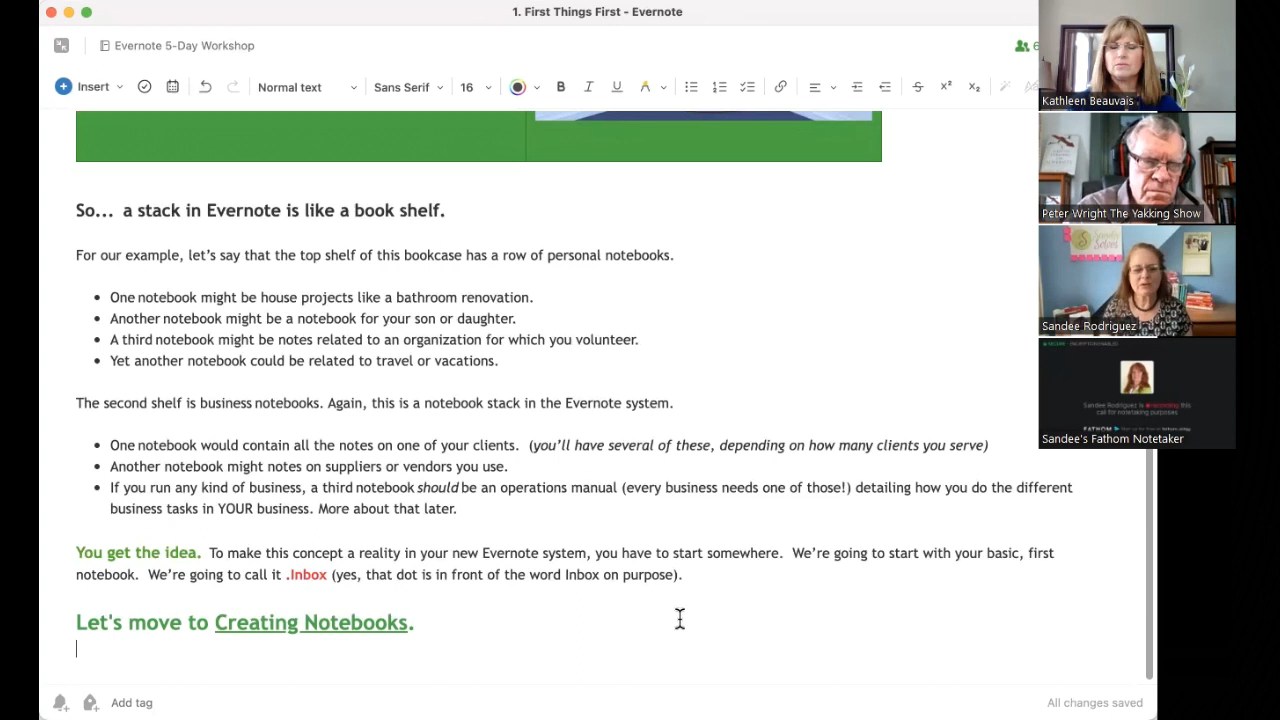 1. First Things First - Evernote
Evernote 5-Day Workshop
Insert
Normal text
Sans Serif
16
So... a stack in Evernote is like a book shelf.
For our example, let's say that the top shelf of this bookcase has a row of personal notebooks.
One notebook might be house projects like a bathroom renovation.
Another notebook might be a notebook for your son or daughter.
A third notebook might be notes related to an organization for which you volunteer.
Yet another notebook could be related to travel or vacations.
The second shelf is business notebooks. Again, this is a notebook stack in the Evernote system.
One notebook would contain all the notes on one of your clients. (you'll have several of these, depending on how many clients you serve)
Another notebook might notes on suppliers or vendors you use.
If you run any kind of business, a third notebook should be an operations manual (every business needs one of those!) detailing how you do the different
business tasks in YOUR business. More about that later.
You get the idea. To make this concept a reality in your new Evernote system, you have to start somewhere. We're going to start with your basic, first
notebook. We're going to call it .Inbox (yes, that dot is in front of the word Inbox on purpose).
Let's move to Creating Notebooks.
Add tag
All changes saved
Kathleen Beauvais
Peter Wright The Yakking Show
Sandee Rodriguez
Sandee Rodriguez is recording this
call for notetaking purposes
FATHOM
Sandee's Fathom Notetaker